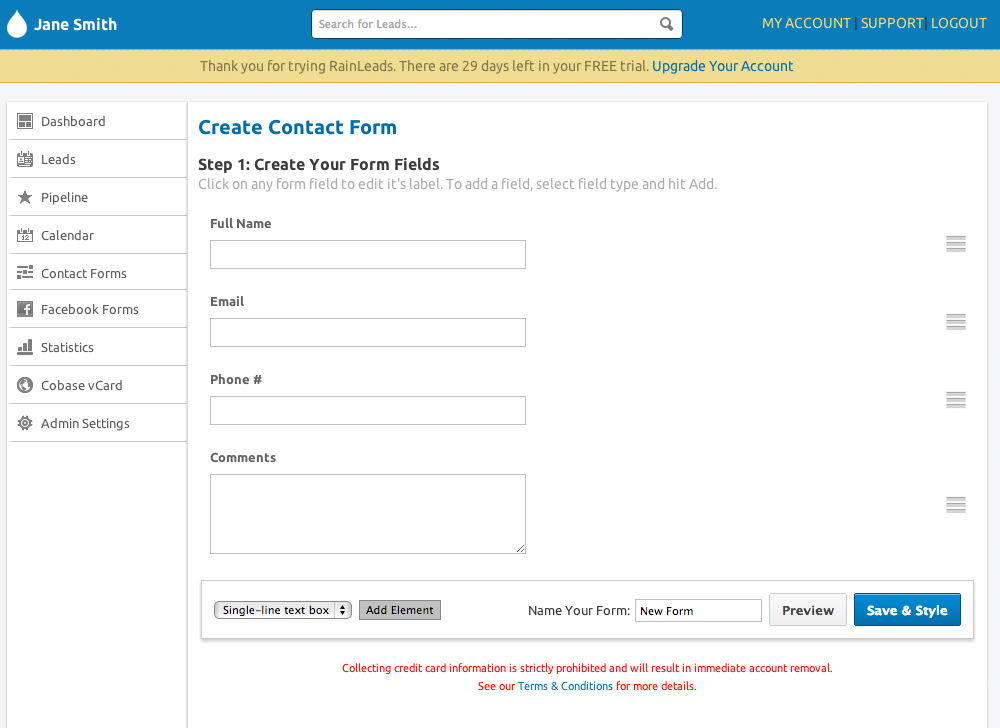 Jane Smith
Search for Leads...
MY ACCOUNT | SUPPORT | LOGOUT
Thank you for trying RainLeads. There are 29 days left in your FREE trial. Upgrade Your Account
Dashboard
Leads
Pipeline
12
Calendar
Contact Forms
Facebook Forms
Statistics
Cobase vCard
Admin Settings
Create Contact Form
Step 1: Create Your Form Fields
Click on any form field to edit it's label. To add a field, select field type and hit Add.
Full Name
Email
Phone #
Comments
Single-line text box
Add Element
Name Your Form: New Form
Preview
Save & Style
Collecting credit card information is strictly prohibited and will result in immediate account removal.
See our Terms & Conditions for more details.